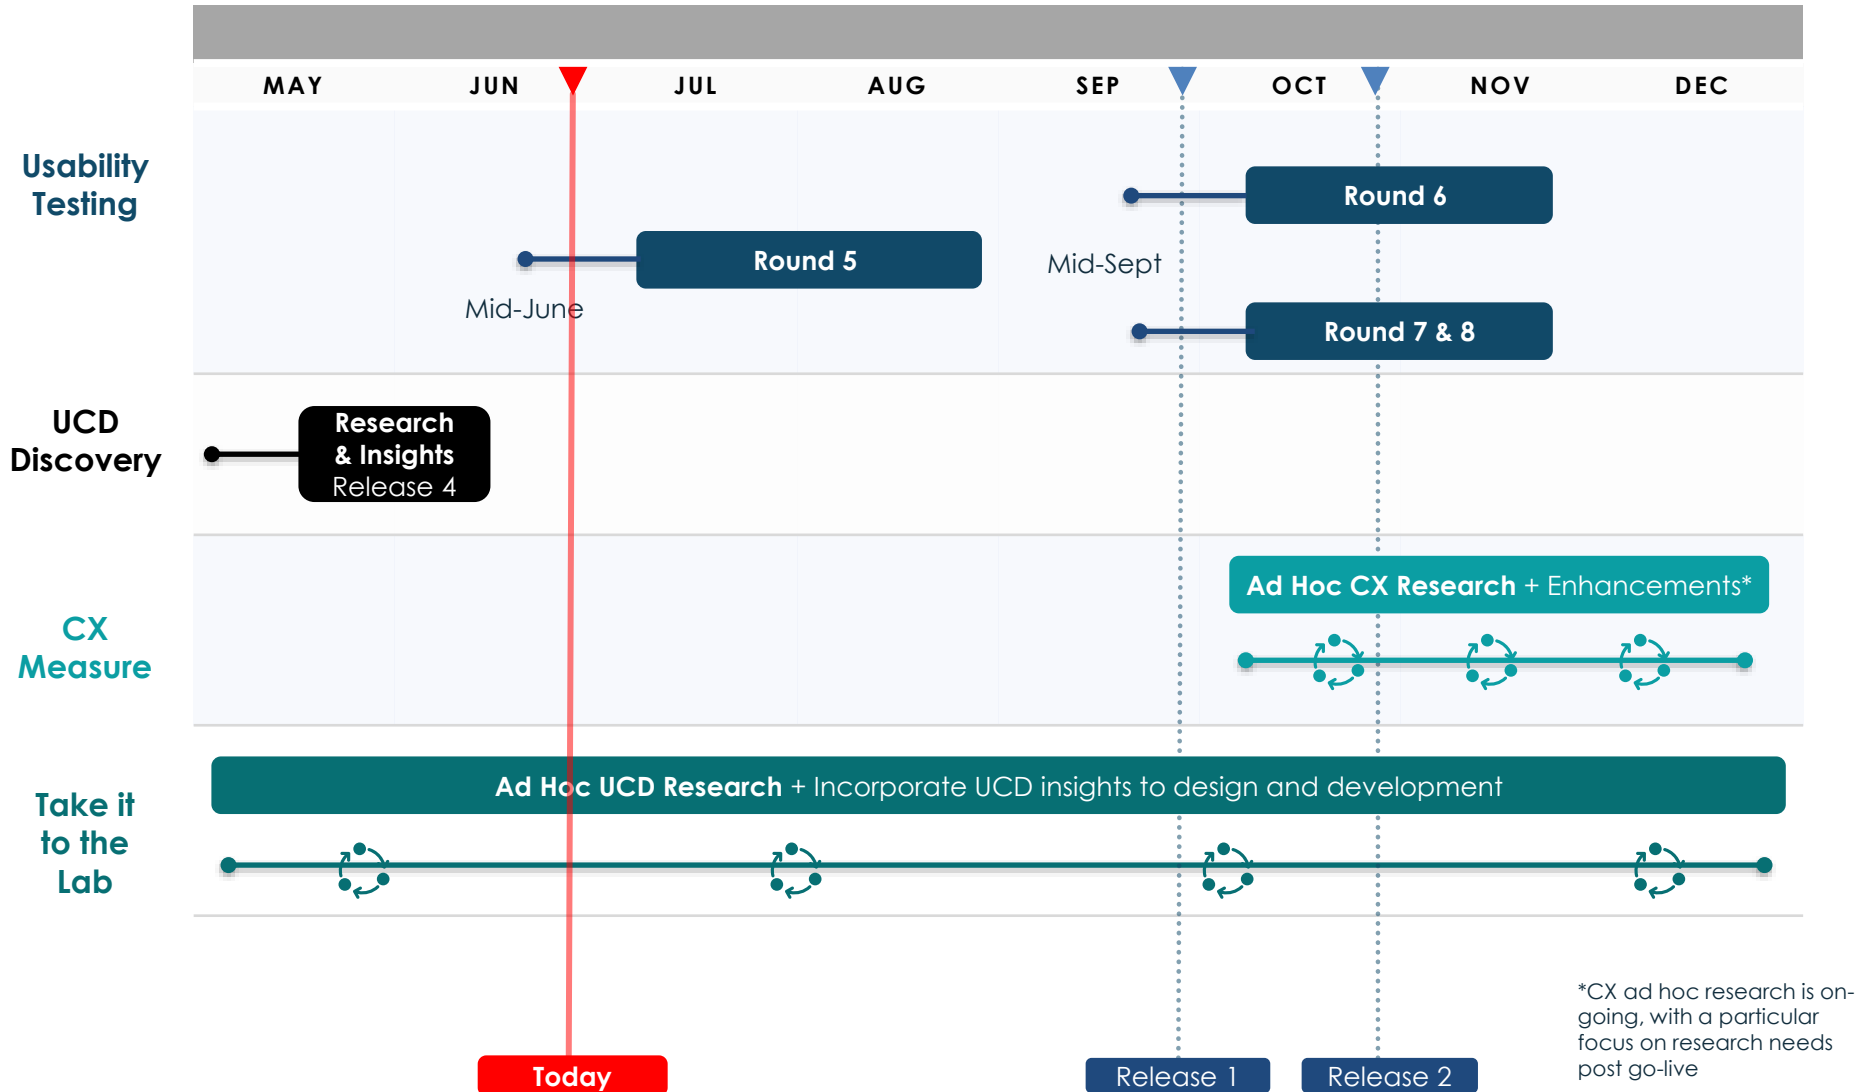 MAY JUN JUL AUG SEP OCT NOV DEC
Usability
Testing
Round 6
Round 5
Mid-Sept
Mid-June
Round 7 & 8
UCD
Discovery
Research
& Insights
Release 4
CX
Measure
Ad Hoc CX Research + Enhancements*
Take it
to the
Lab
Ad Hoc UCD Research + Incorporate UCD insights to design and development
*CX ad hoc research is on-
going, with a particular
focus on research needs
post go-live
Today
Release 1
Release 2